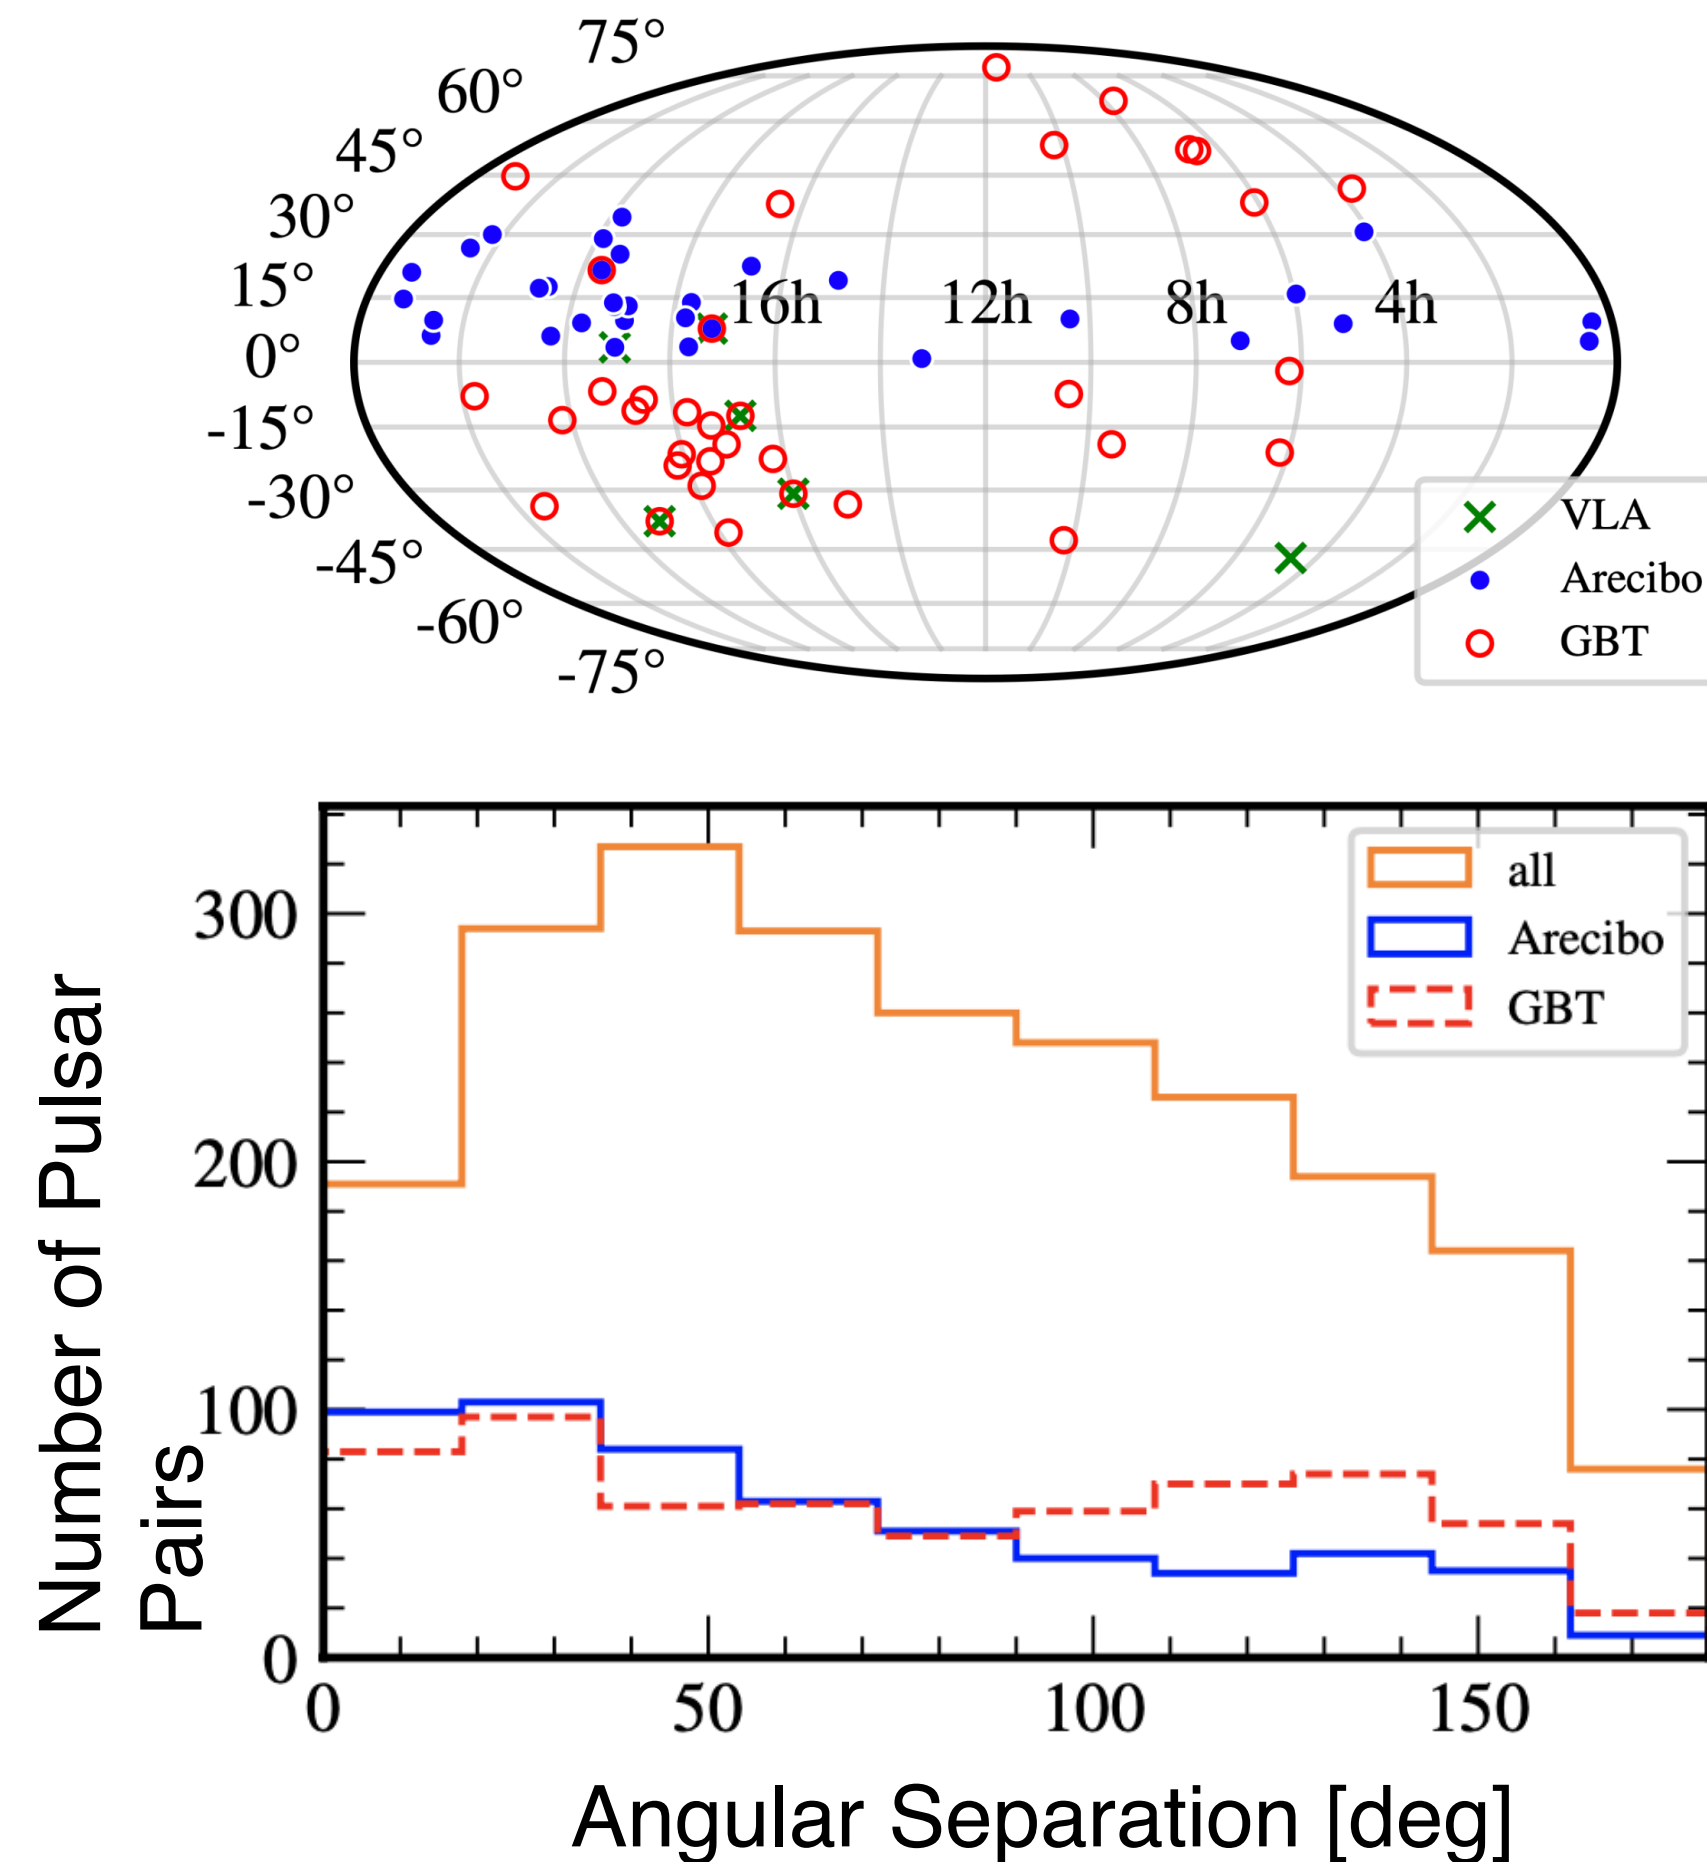 75°
60°
45°
30°
15°
0°
-15°
-30°
-45°
-60°
-75°
16h 12h 8h 4h
VLA
Arecibo
GBT
300
200
100
0
all
Arecibo
GBT
0 50 100 150
Number of Pulsar
Pairs
Angular Separation [deg]